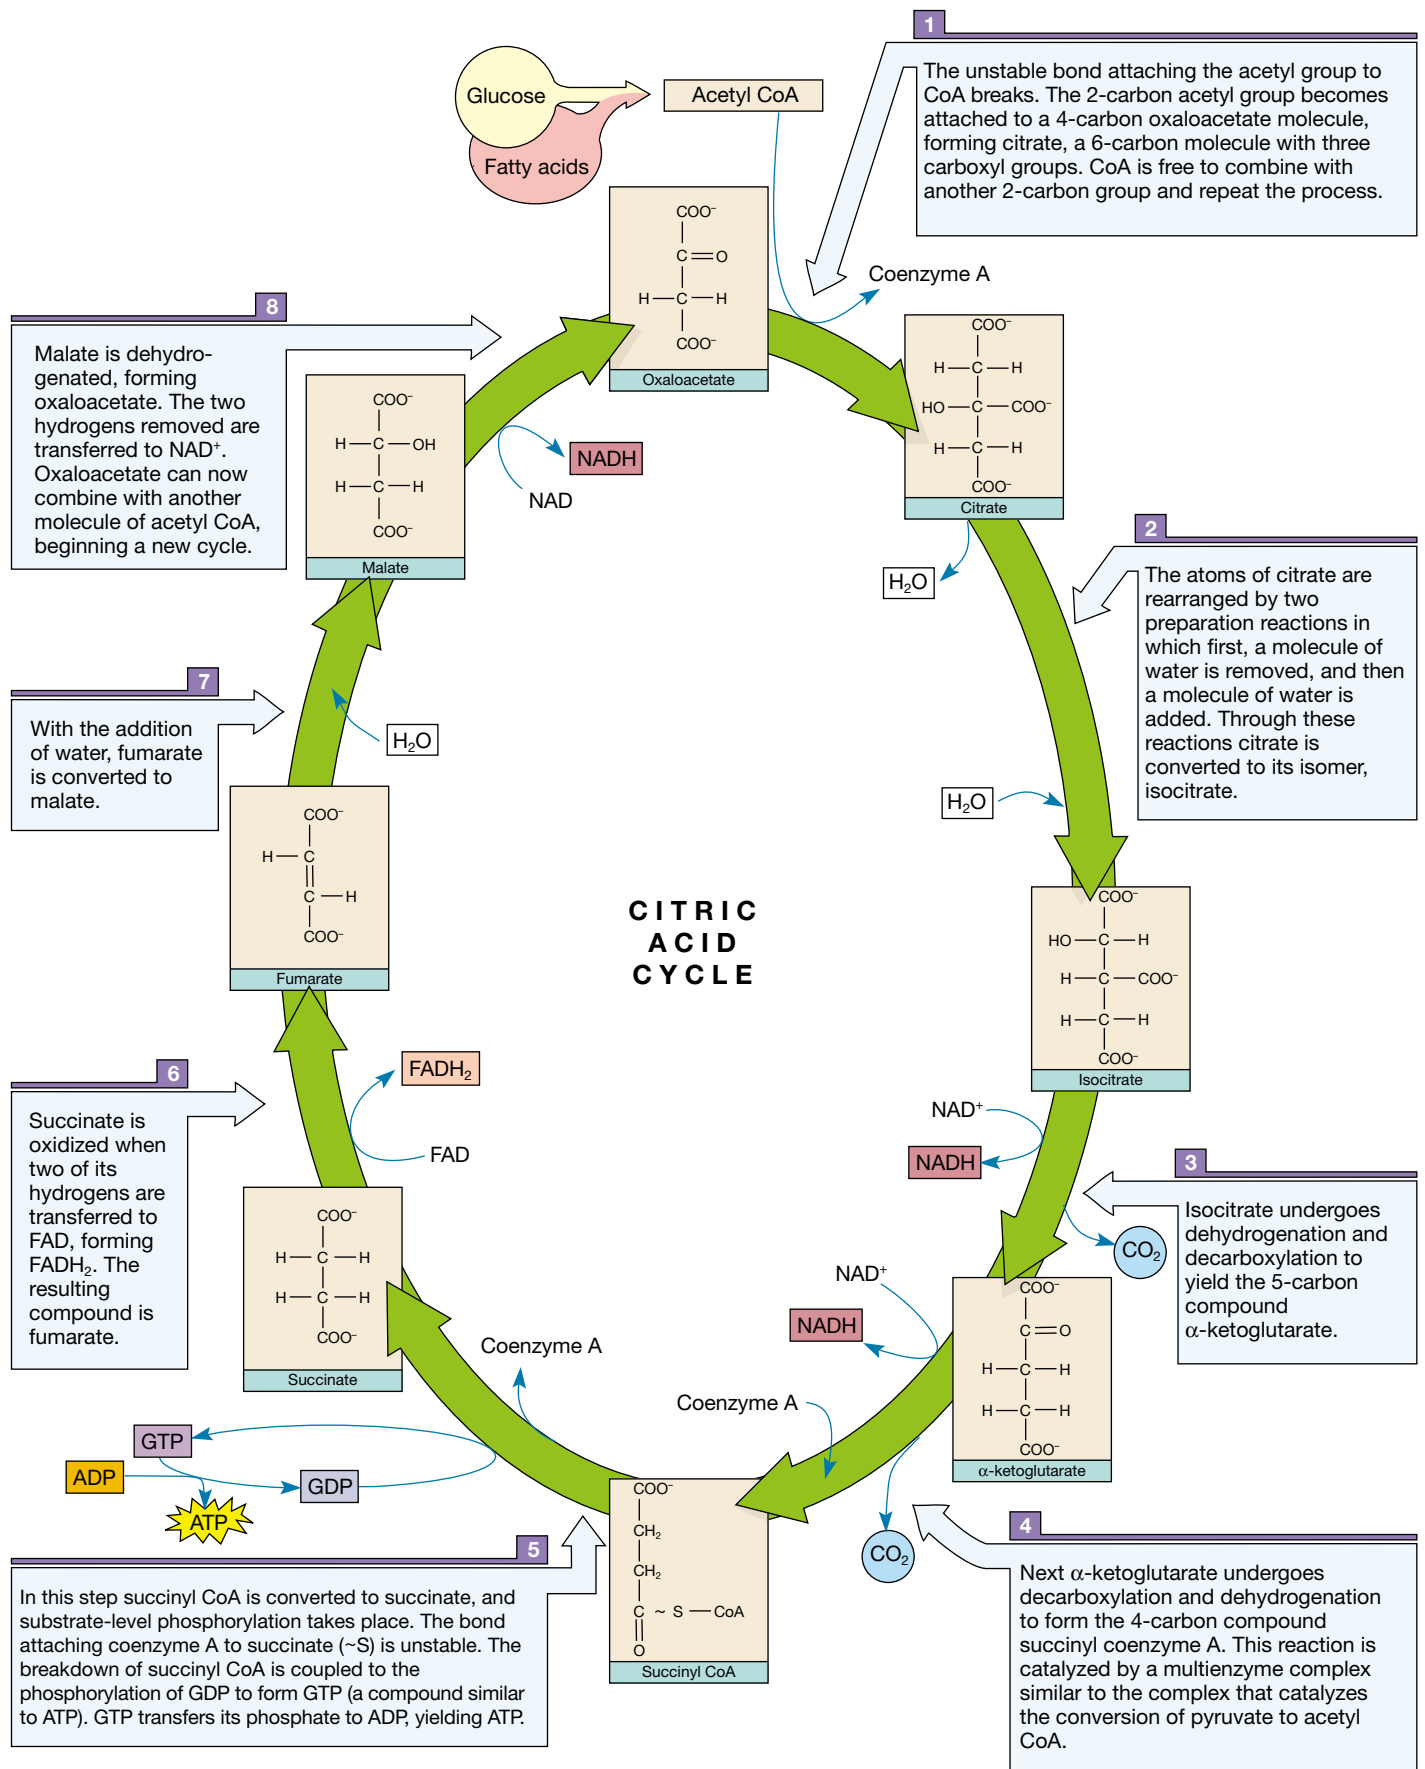 1
The unstable bond attaching the acetyl group to
CoA breaks. The 2-carbon acetyl group becomes
attached to a 4-carbon oxaloacetate molecule,
forming citrate, a 6-carbon molecule with three
carboxyl groups. CoA is free to combine with
another 2-carbon group and repeat the process.
Glucose
Fatty acids
Acetyl CoA
Coenzyme A
COO⁻
C=O
H—C—H
COO⁻
Oxaloacetate
COO⁻
H—C—H
HO—C—COO⁻
H—C—H
COO⁻
Citrate
H₂O
2
The atoms of citrate are
rearranged by two
preparation reactions in
which first, a molecule of
water is removed, and then
a molecule of water is
added. Through these
reactions citrate is
converted to its isomer,
isocitrate.
H₂O
COO⁻
HO—C—H
H—C—COO⁻
H—C—H
COO⁻
Isocitrate
NAD⁺
NADH
CO₂
3
Isocitrate undergoes
dehydrogenation and
decarboxylation to
yield the 5-carbon
compound
α-ketoglutarate.
COO⁻
C=O
H—C—H
H—C—H
COO⁻
α-ketoglutarate
NAD⁺
NADH
Coenzyme A
CO₂
4
Next α-ketoglutarate undergoes
decarboxylation and dehydrogenation
to form the 4-carbon compound
succinyl coenzyme A. This reaction is
catalyzed by a multienzyme complex
similar to the complex that catalyzes
the conversion of pyruvate to acetyl
CoA.
COO⁻
CH₂
CH₂
C ~ S — CoA
O
Succinyl CoA
Coenzyme A
GTP
ADP
GDP
ATP
5
In this step succinyl CoA is converted to succinate, and
substrate-level phosphorylation takes place. The bond
attaching coenzyme A to succinate (~S) is unstable. The
breakdown of succinyl CoA is coupled to the
phosphorylation of GDP to form GTP (a compound similar
to ATP). GTP transfers its phosphate to ADP, yielding ATP.
COO⁻
H—C—H
H—C—H
COO⁻
Succinate
FADH₂
FAD
6
Succinate is
oxidized when
two of its
hydrogens are
transferred to
FAD, forming
FADH₂. The
resulting
compound is
fumarate.
COO⁻
H—C
C—H
COO⁻
Fumarate
H₂O
7
With the addition
of water, fumarate
is converted to
malate.
COO⁻
H—C—OH
H—C—H
COO⁻
Malate
NADH
NAD
8
Malate is dehydro-
genated, forming
oxaloacetate. The two
hydrogens removed are
transferred to NAD⁺.
Oxaloacetate can now
combine with another
molecule of acetyl CoA,
beginning a new cycle.
CITRIC
ACID
CYCLE